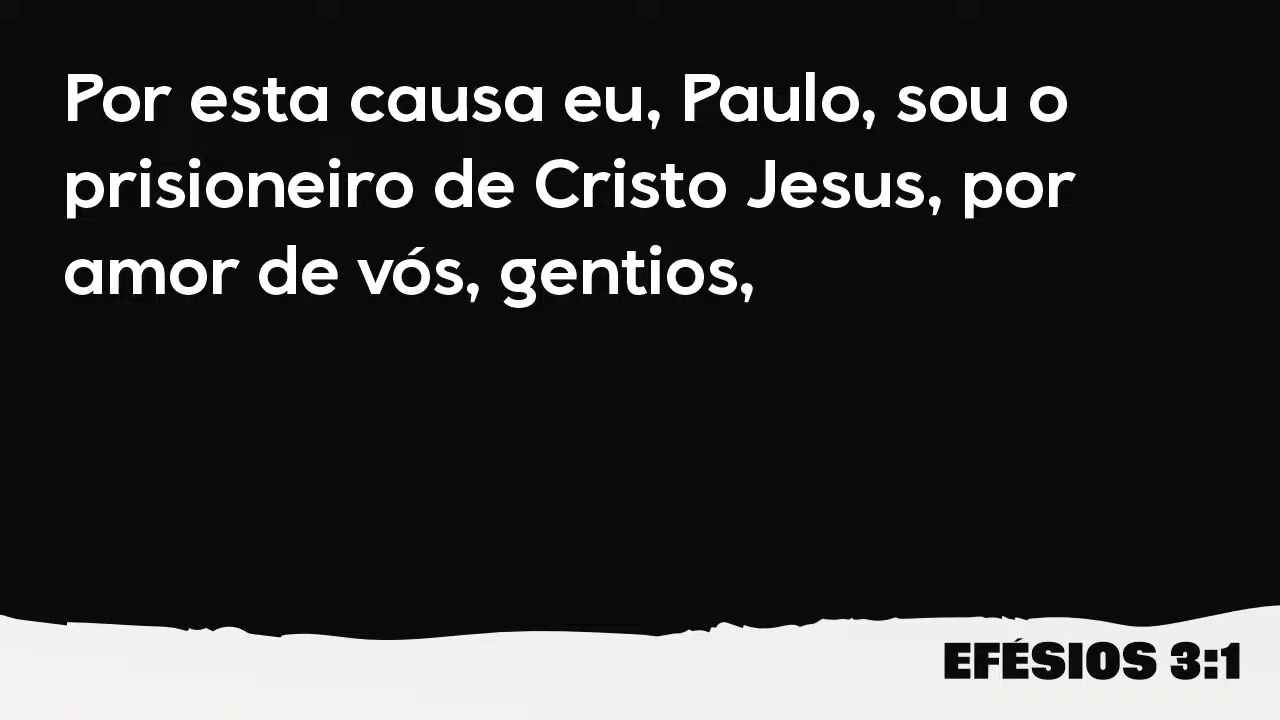 Por esta causa eu, Paulo, sou o
prisioneiro de Cristo Jesus, por
amor de vós, gentios,
EFÉSIOS 3:1